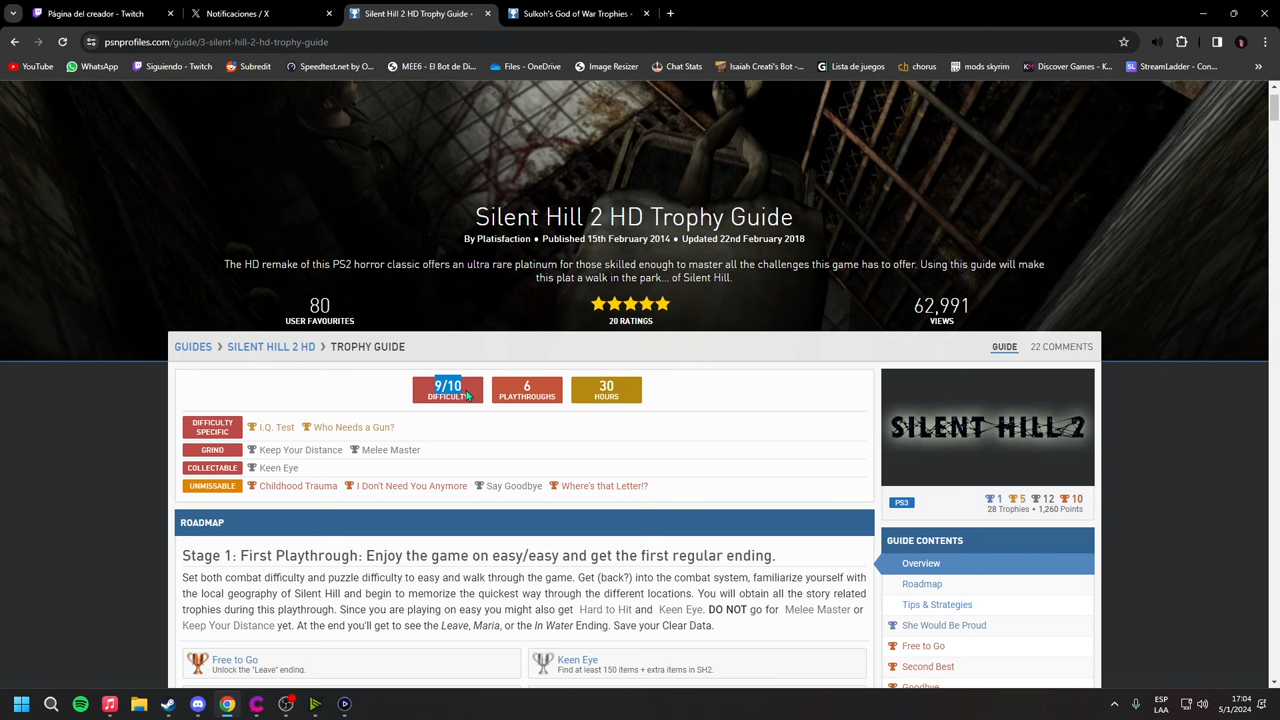 Página del creador - Twitch
Notificaciones / X
Silent Hill 2 HD Trophy Guide -
Sulkoh's God of War Trophies -
psnprofiles.com/guide/3-silent-hill-2-hd-trophy-guide
YouTube
WhatsApp
Siguiendo - Twitch
Subredit
Speedtest.net by O...
MEE6 - El Bot de Di...
Files - OneDrive
Image Resizer
Chat Stats
Isaiah Creati's Bot -...
Lista de juegos
chorus
mods skyrim
Discover Games - K...
StreamLadder - Con...
Silent Hill 2 HD Trophy Guide
By Platisfaction • Published 15th February 2014 • Updated 22nd February 2018
The HD remake of this PS2 horror classic offers an ultra rare platinum for those skilled enough to master all the challenges this game has to offer. Using this guide will make
this plat a walk in the park... of Silent Hill.
80
USER FAVOURITES
20 RATINGS
62,991
VIEWS
GUIDES > SILENT HILL 2 HD > TROPHY GUIDE
GUIDE
22 COMMENTS
9/10
DIFFICULTY
6
PLAYTHROUGHS
30
HOURS
DIFFICULTY
SPECIFIC
I.Q. Test
Who Needs a Gun?
GRIND
Keep Your Distance
Melee Master
COLLECTABLE
Keen Eye
UNMISSABLE
Childhood Trauma
I Don't Need You Anymore
Say Goodbye
Where's that Letter!?
SILENT HILL 2
PS3
1 5 12 10
28 Trophies • 1,260 Points
ROADMAP
Stage 1: First Playthrough: Enjoy the game on easy/easy and get the first regular ending.
Set both combat difficulty and puzzle difficulty to easy and walk through the game. Get (back?) into the combat system, familiarize yourself with
the local geography of Silent Hill and begin to memorize the quickest way through the different locations. You will obtain all the story related
trophies during this playthrough. Since you are playing on easy you might also get Hard to Hit and Keen Eye. DO NOT go for Melee Master or
Keep Your Distance yet. At the end you'll get to see the Leave, Maria, or the In Water Ending. Save your Clear Data.
Free to Go
Unlock the "Leave" ending.
Keen Eye
Find at least 150 items + extra items in SH2.
GUIDE CONTENTS
Overview
Roadmap
Tips & Strategies
She Would Be Proud
Free to Go
Second Best
Goodbye
ESP
LAA
17:04
5/1/2024